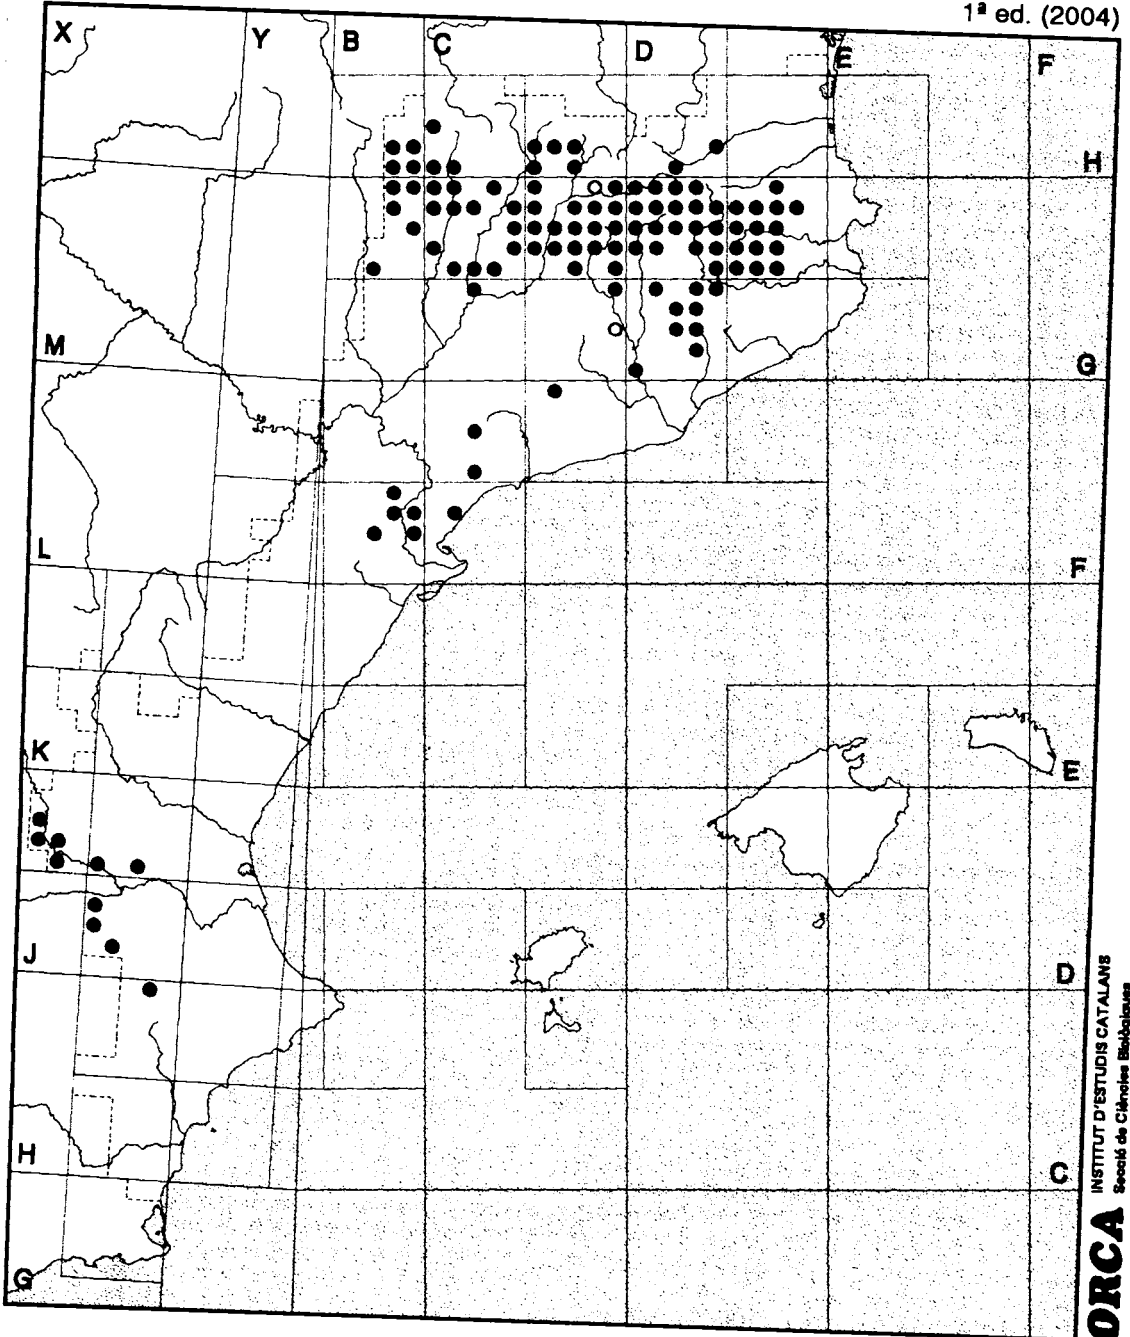 1ª ed. (2004)
X Y B C D E F
H
M G
L F
K E
J D
H C
G
INSTITUT D'ESTUDIS CATALANS
Secció de Ciències Biològiques
ORCA